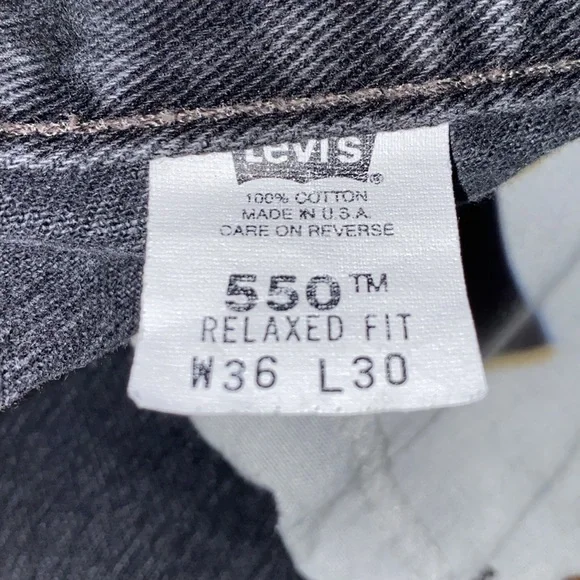 Levi's
®
100% COTTON
MADE IN U.S.A.
CARE ON REVERSE
550™
RELAXED FIT
W36 L30